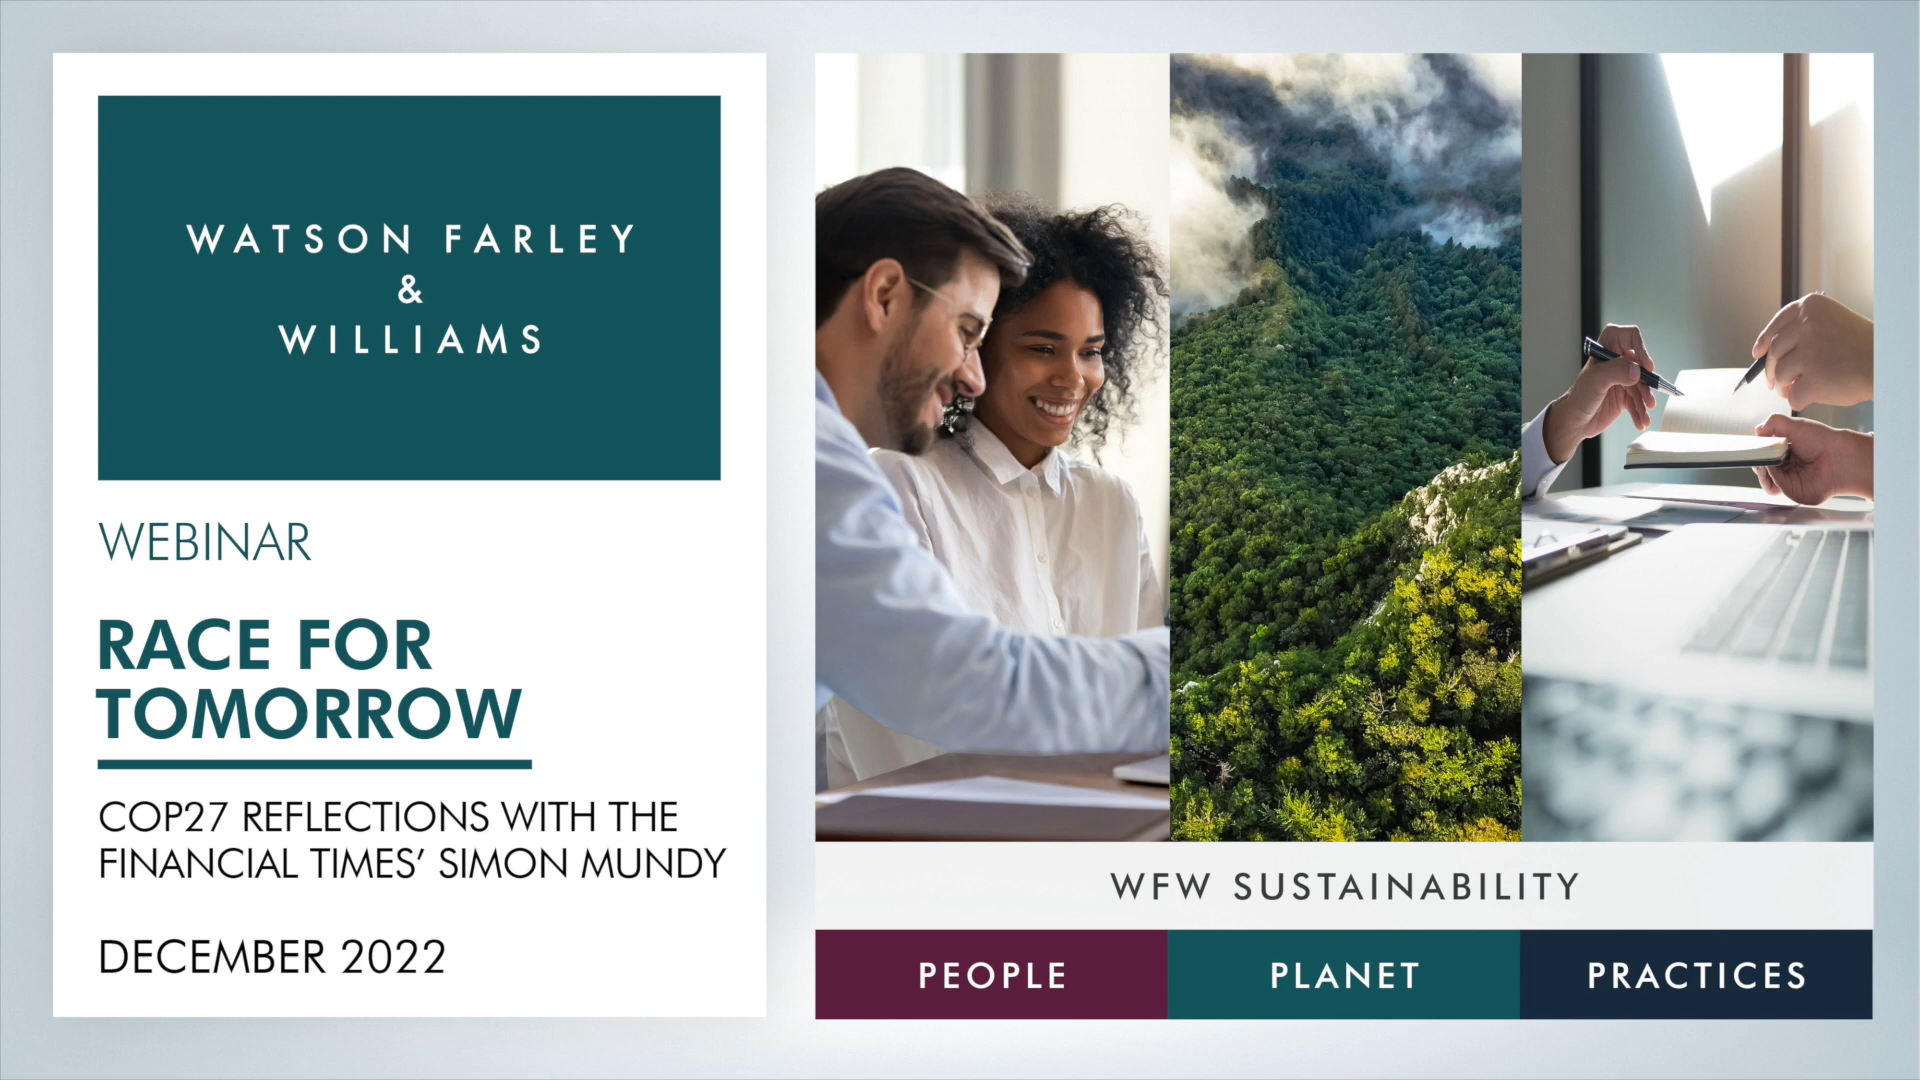 WATSON FARLEY
&
WILLIAMS
WEBINAR
RACE FOR
TOMORROW
COP27 REFLECTIONS WITH THE
FINANCIAL TIMES’ SIMON MUNDY
DECEMBER 2022
WFW SUSTAINABILITY
PEOPLE
PLANET
PRACTICES